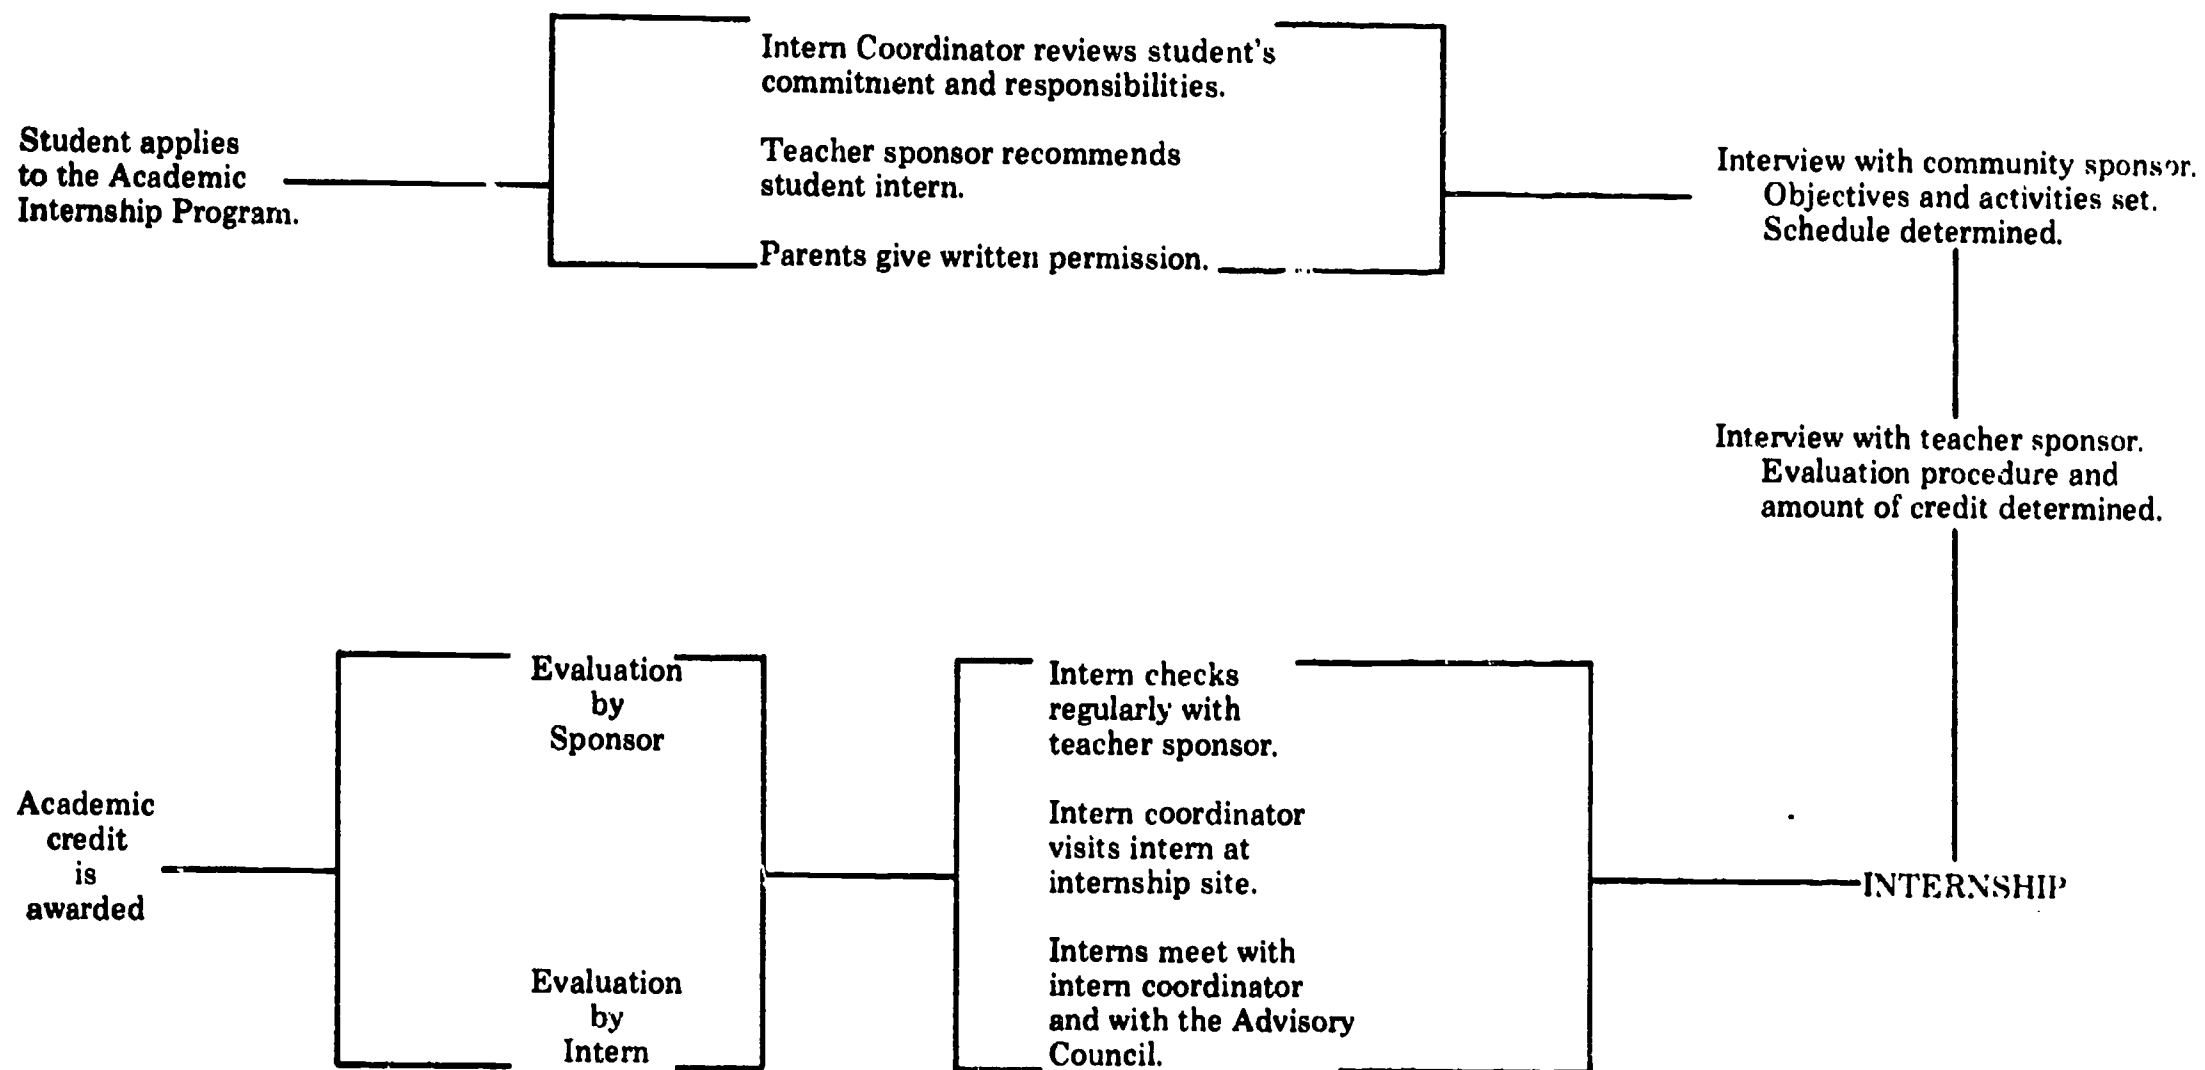 Student applies
to the Academic
Internship Program.
Intern Coordinator reviews student's
commitment and responsibilities.
Teacher sponsor recommends
student intern.
Parents give written permission.
Interview with community sponsor.
Objectives and activities set.
Schedule determined.
Interview with teacher sponsor.
Evaluation procedure and
amount of credit determined.
INTERNSHIP
Intern checks
regularly with
teacher sponsor.
Intern coordinator
visits intern at
internship site.
Interns meet with
intern coordinator
and with the Advisory
Council.
Evaluation
by
Sponsor
Evaluation
by
Intern
Academic
credit
is
awarded